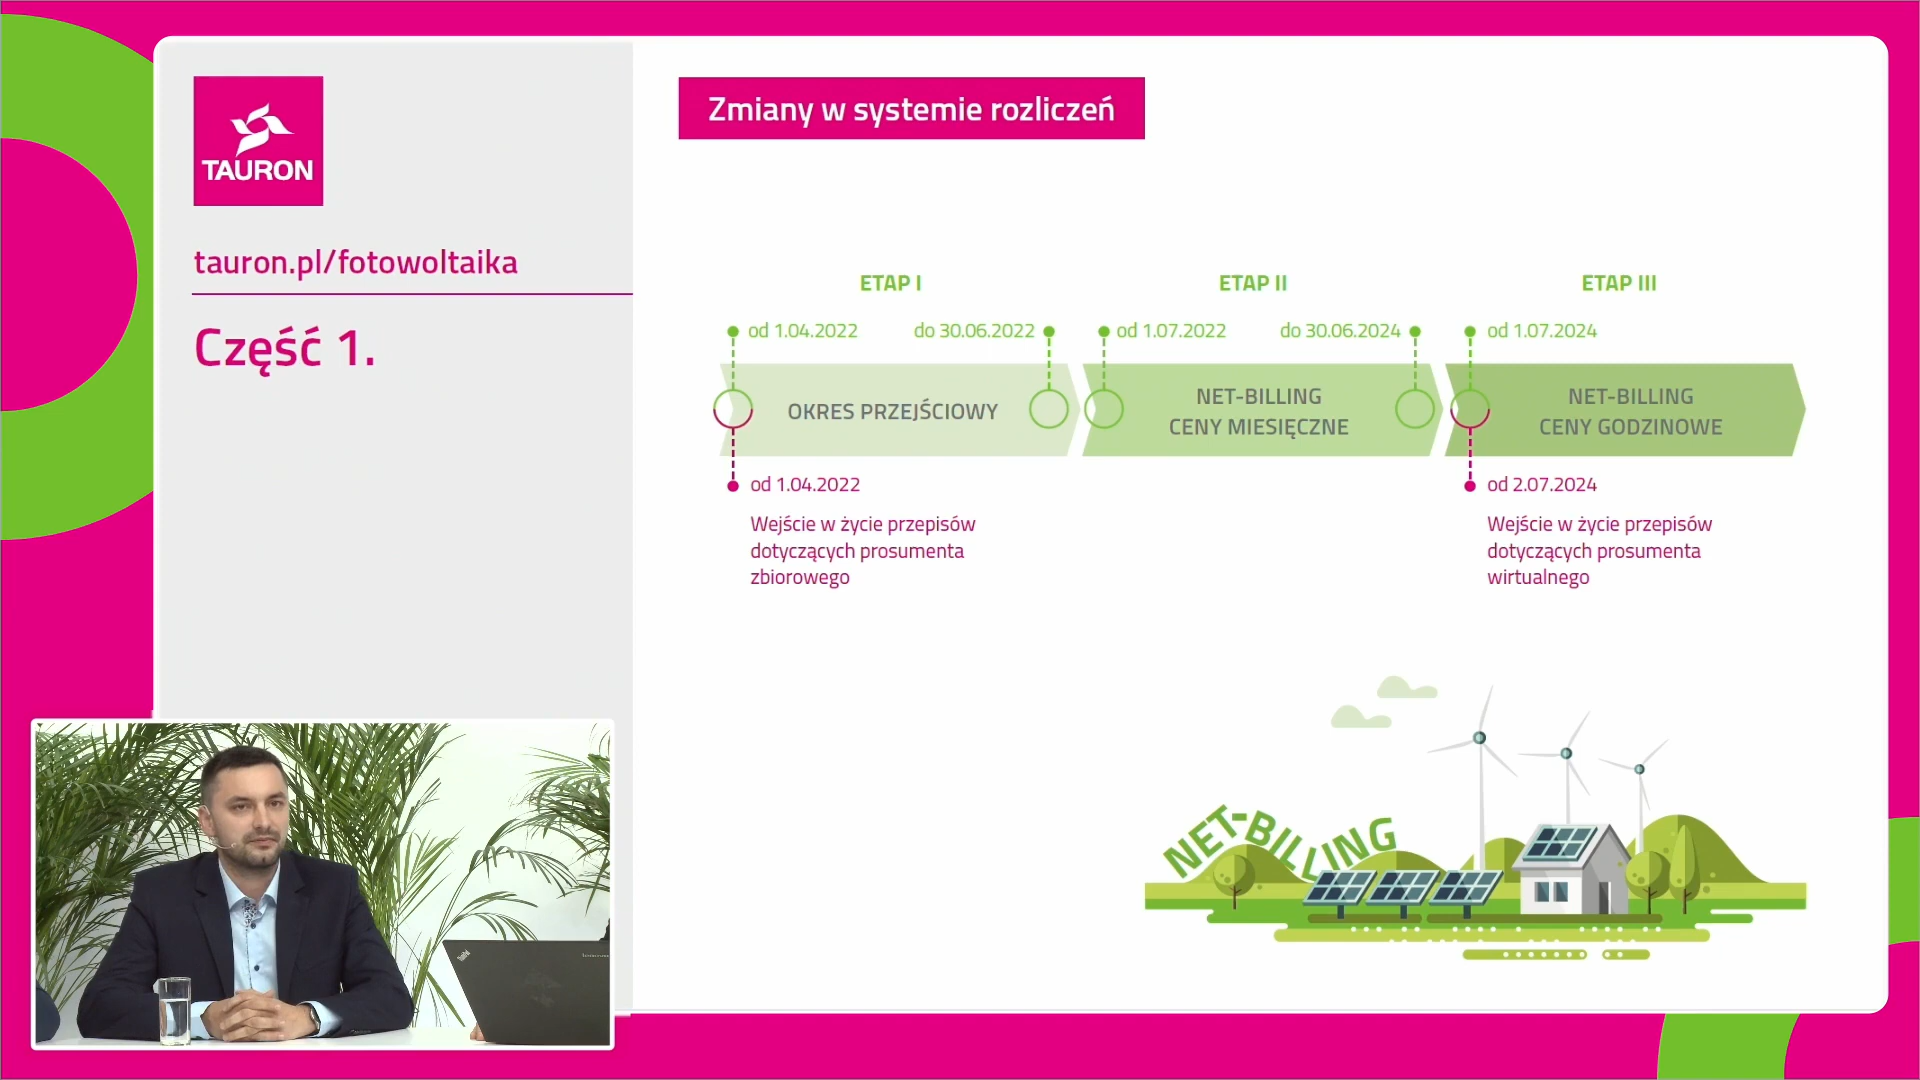 TAURON
tauron.pl/fotowoltaika
Część 1.
Zmiany w systemie rozliczeń
ETAP I
ETAP II
ETAP III
od 1.04.2022
do 30.06.2022
od 1.07.2022
do 30.06.2024
od 1.07.2024
OKRES PRZEJŚCIOWY
NET-BILLING
CENY MIESIĘCZNE
NET-BILLING
CENY GODZINOWE
od 1.04.2022
Wejście w życie przepisów
dotyczących prosumenta
zbiorowego
od 2.07.2024
Wejście w życie przepisów
dotyczących prosumenta
wirtualnego
NET-BILLING
ThinkPad